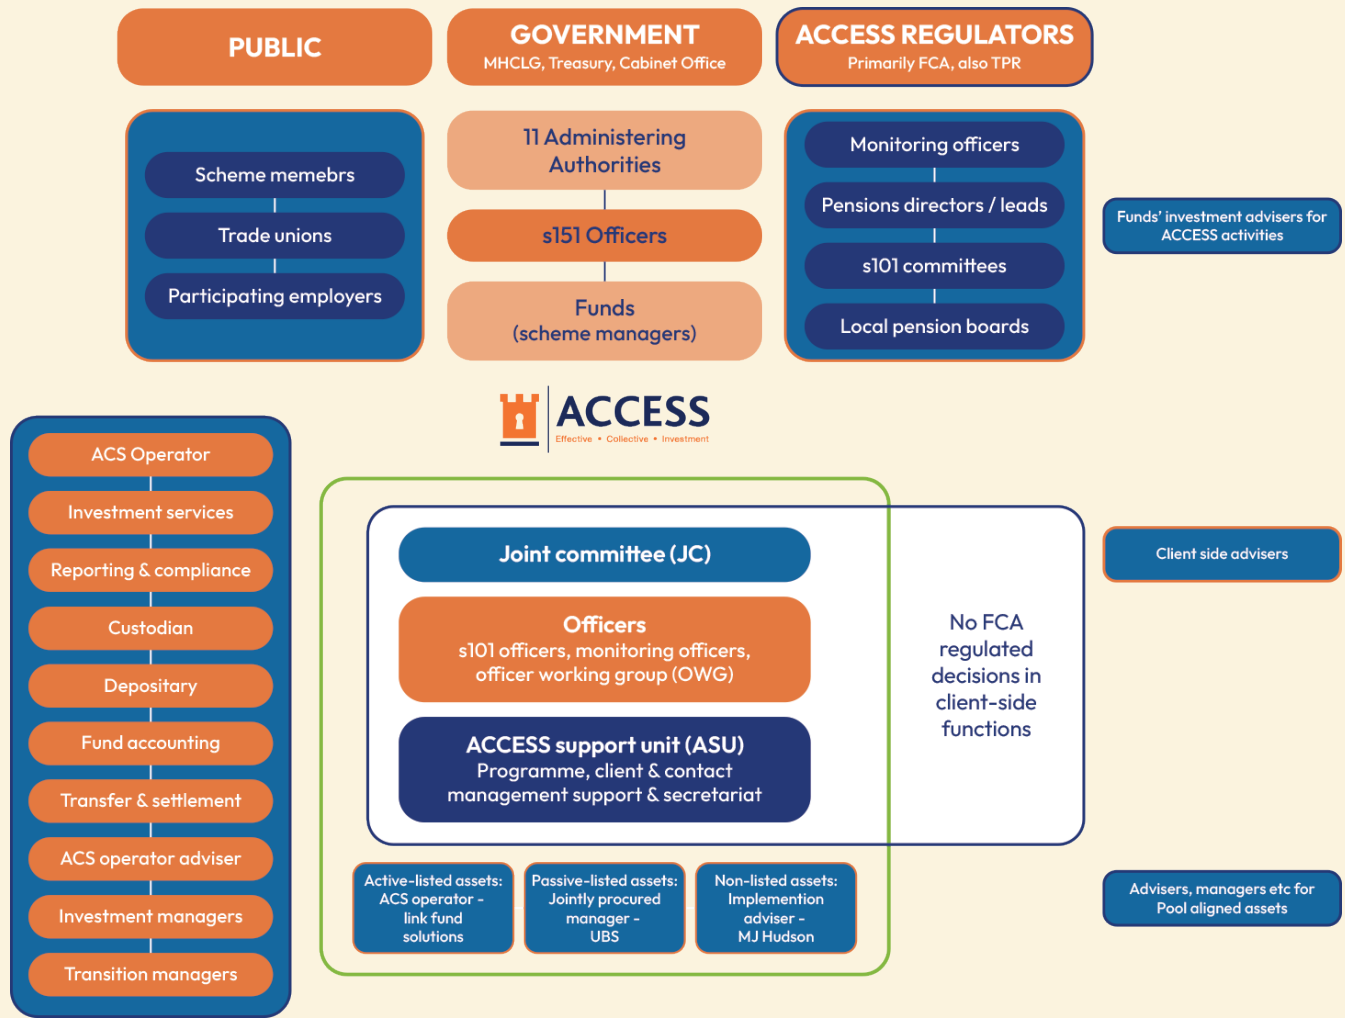 PUBLIC
GOVERNMENT
MHCLG, Treasury, Cabinet Office
ACCESS REGULATORS
Primarily FCA, also TPR
Scheme memebrs
Trade unions
Participating employers
11 Administering
Authorities
s151 Officers
Funds
(scheme managers)
Monitoring officers
Pensions directors / leads
s101 committees
Local pension boards
Funds' investment advisers for
ACCESS activities
ACCESS
Effective • Collective • Investment
ACS Operator
Investment services
Reporting & compliance
Custodian
Depositary
Fund accounting
Transfer & settlement
ACS operator adviser
Investment managers
Transition managers
Joint committee (JC)
Officers
s101 officers, monitoring officers,
officer working group (OWG)
ACCESS support unit (ASU)
Programme, client & contact
management support & secretariat
No FCA
regulated
decisions in
client-side
functions
Client side advisers
Active-listed assets:
ACS operator -
link fund
solutions
Passive-listed assets:
Jointly procured
manager -
UBS
Non-listed assets:
Implemention
adviser -
MJ Hudson
Advisers, managers etc for
Pool aligned assets